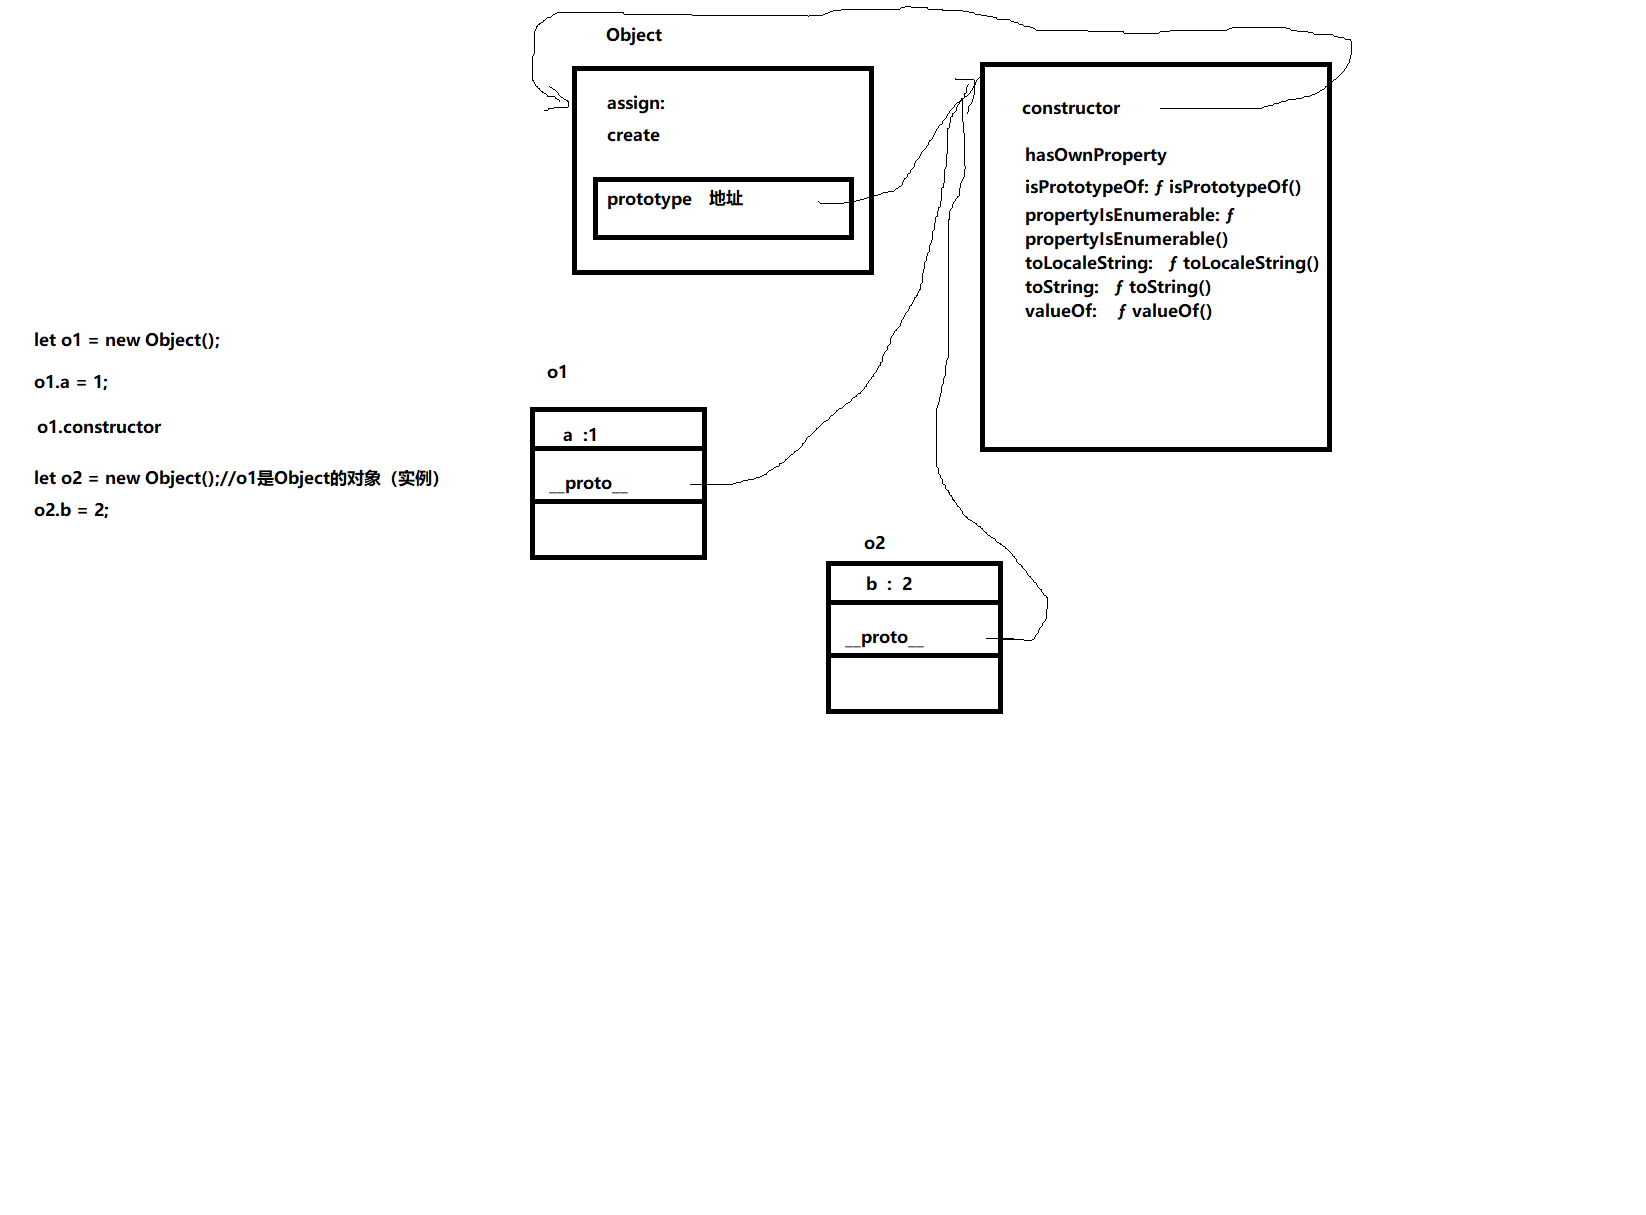 Object
assign:
create
prototype 地址
constructor
hasOwnProperty
isPrototypeOf: ƒ isPrototypeOf()
propertyIsEnumerable: ƒ
propertyIsEnumerable()
toLocaleString: ƒ toLocaleString()
toString: ƒ toString()
valueOf: ƒ valueOf()
let o1 = new Object();
o1.a = 1;
o1.constructor
let o2 = new Object();//o1是Object的对象（实例）
o2.b = 2;
o1
a :1
__proto__
o2
b : 2
__proto__